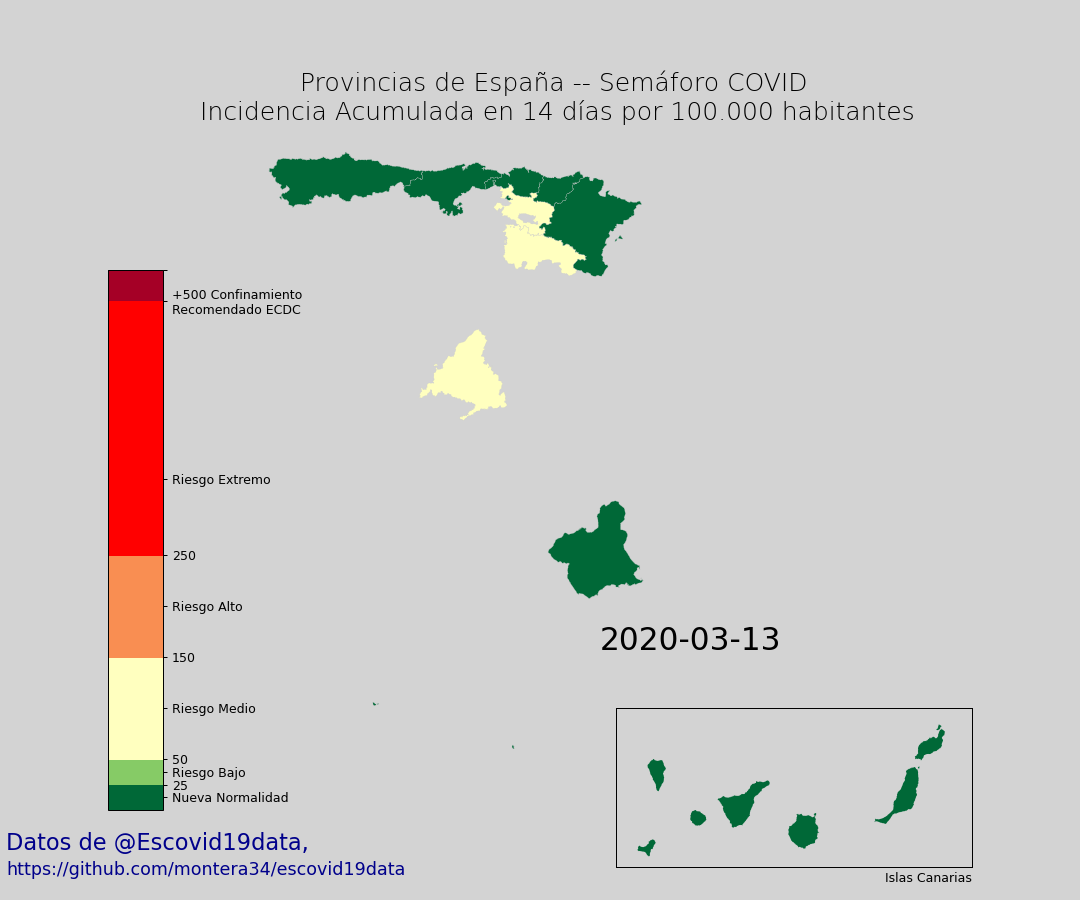 Provincias de España -- Semáforo COVID
Incidencia Acumulada en 14 días por 100.000 habitantes
+500 Confinamiento
Recomendado ECDC
Riesgo Extremo
250
Riesgo Alto
150
Riesgo Medio
50
Riesgo Bajo
25
Nueva Normalidad
2020-03-13
Islas Canarias
Datos de @Escovid19data,
https://github.com/montera34/escovid19data